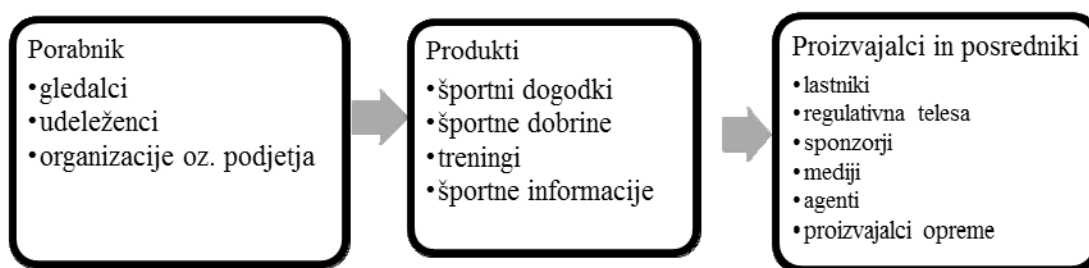 Porabnik
•gledalci
•udeleženci
•organizacije oz. podjetja
Produkti
•športni dogodki
•športne dobrine
•treningi
•športne informacije
Proizvajalci in posredniki
•lastniki
•regulativna telesa
•sponzorji
•mediji
•agenti
•proizvajalci opreme